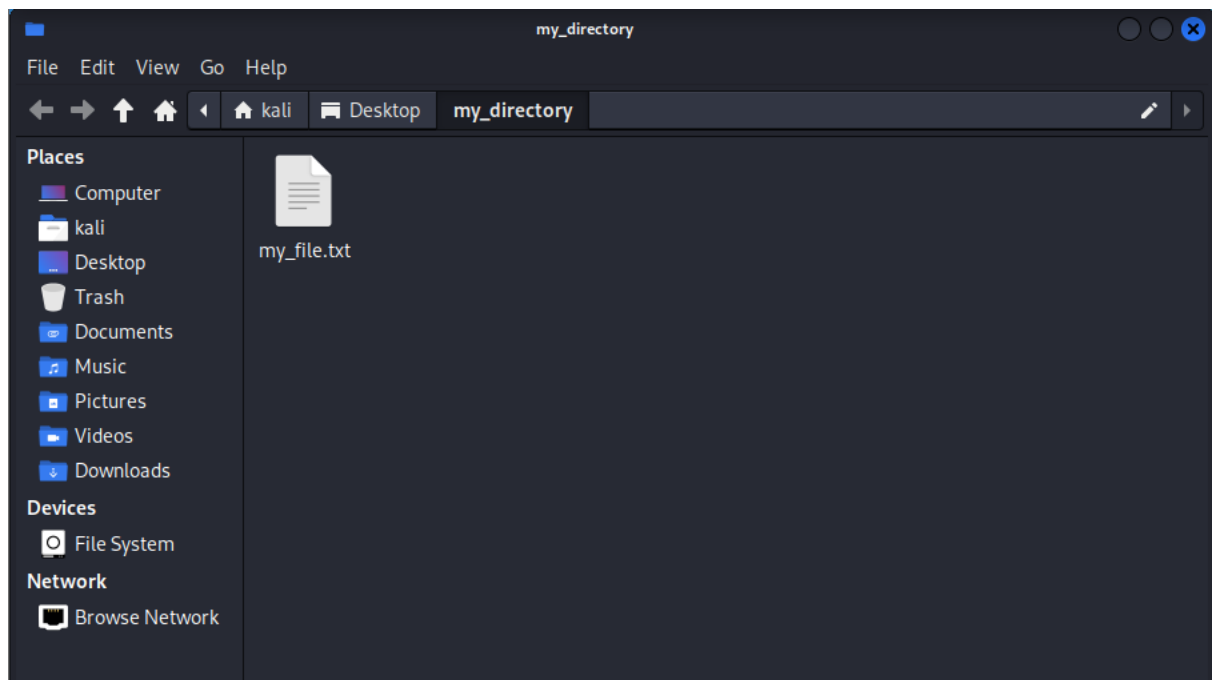 my_directory
File Edit View Go Help
kali Desktop my_directory
Places
Computer
kali
Desktop
Trash
Documents
Music
Pictures
Videos
Downloads
Devices
File System
Network
Browse Network
my_file.txt